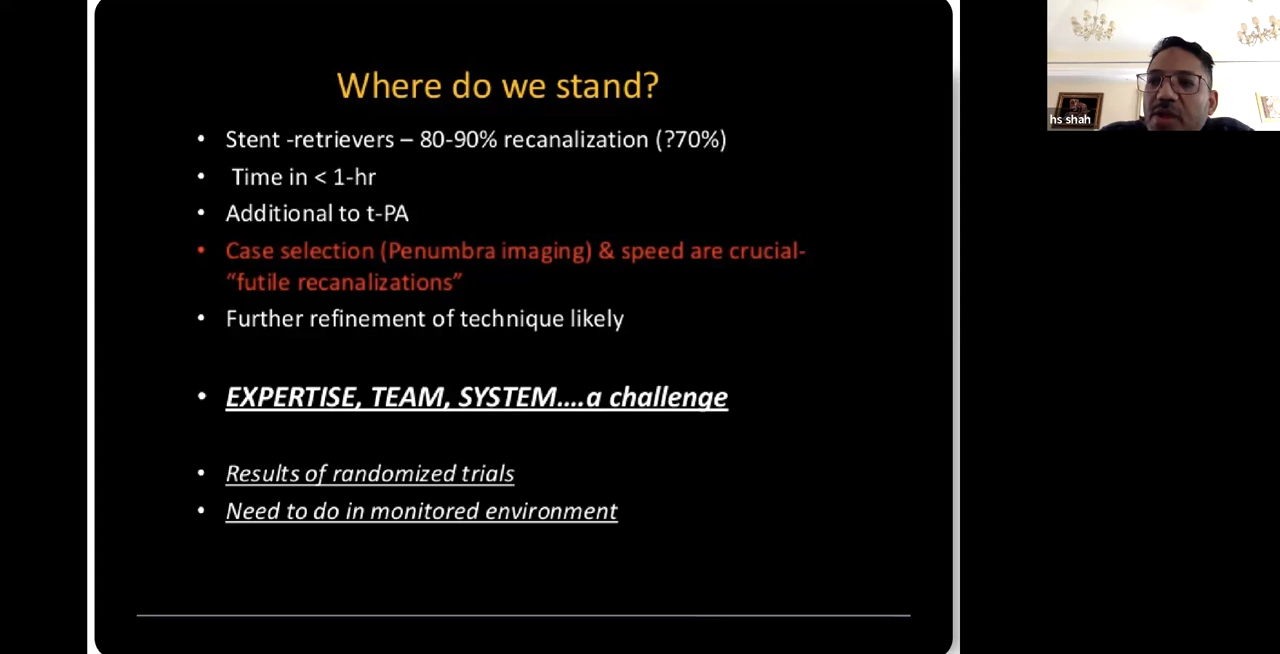 Where do we stand?
• Stent -retrievers – 80-90% recanalization (?70%)
• Time in < 1-hr
• Additional to t-PA
• Case selection (Penumbra imaging) & speed are crucial-
“futile recanalizations”
• Further refinement of technique likely
• EXPERTISE, TEAM, SYSTEM....a challenge
• Results of randomized trials
• Need to do in monitored environment
hs shah